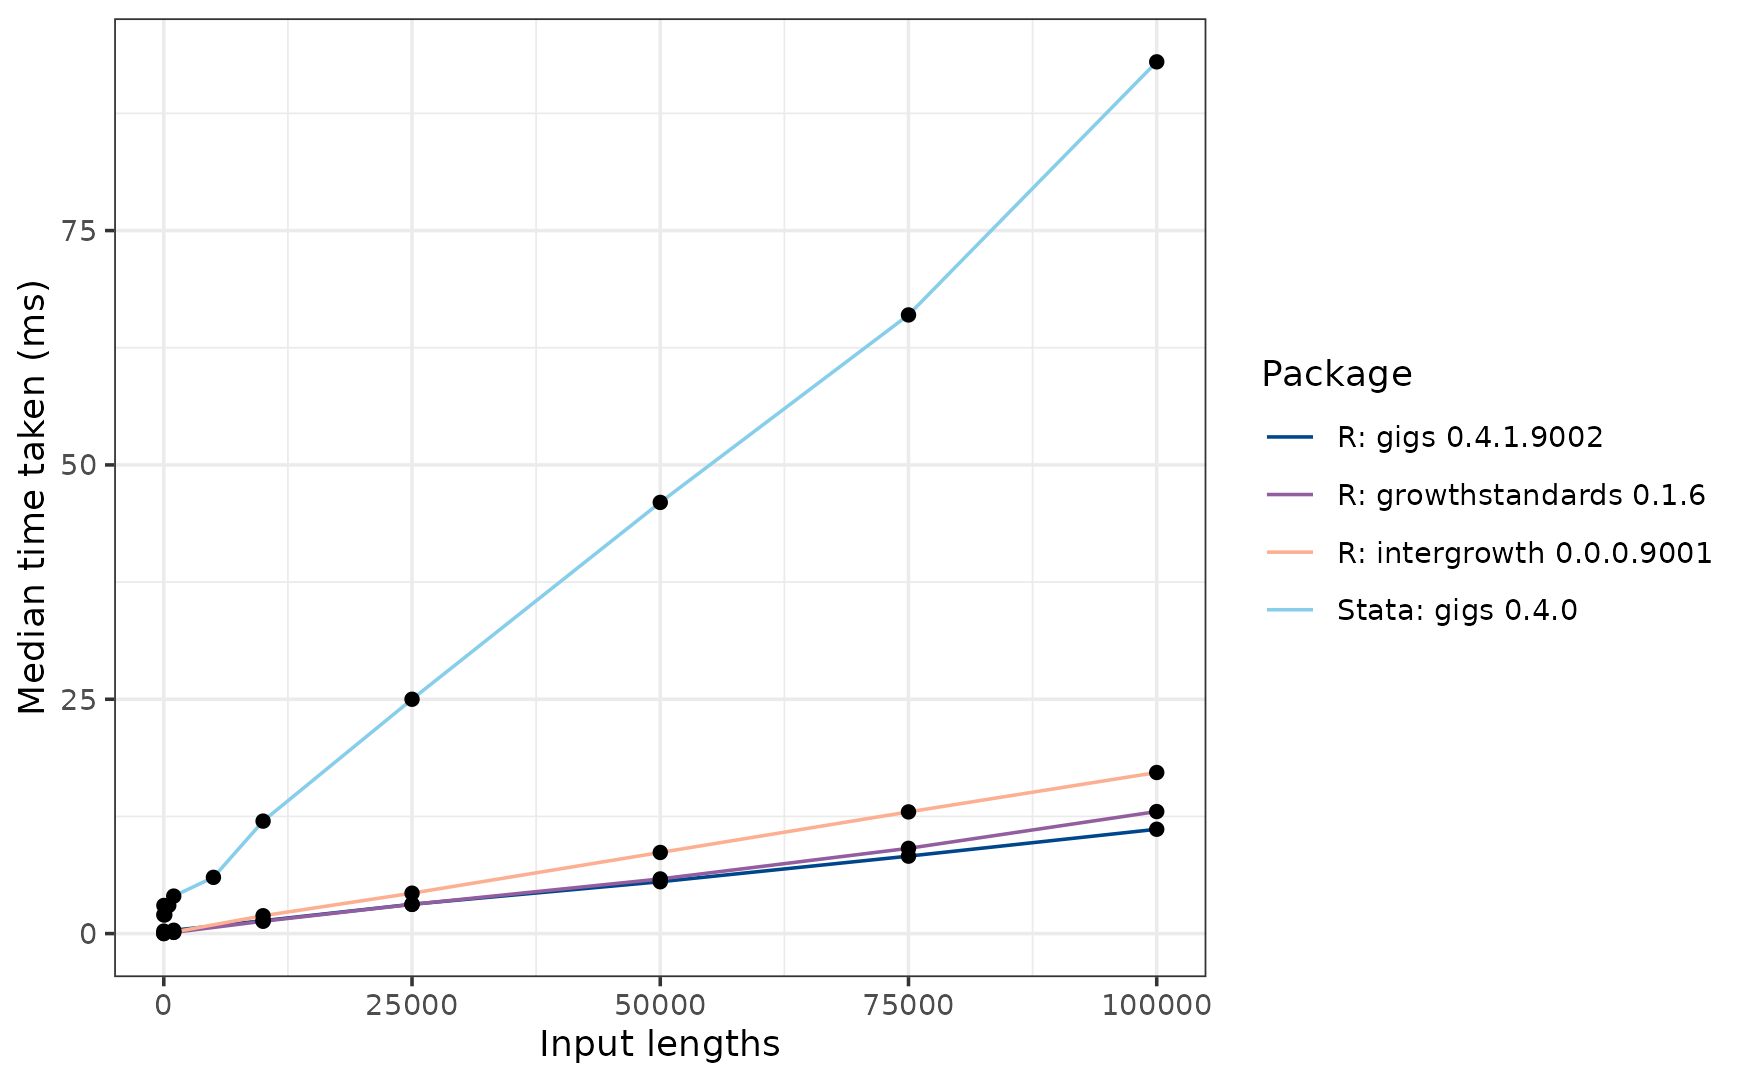 75
50
25
0
Median time taken (ms)
0 25000 50000 75000 100000
Input lengths
Package
R: gigs 0.4.1.9002
R: growthstandards 0.1.6
R: intergrowth 0.0.0.9001
Stata: gigs 0.4.0